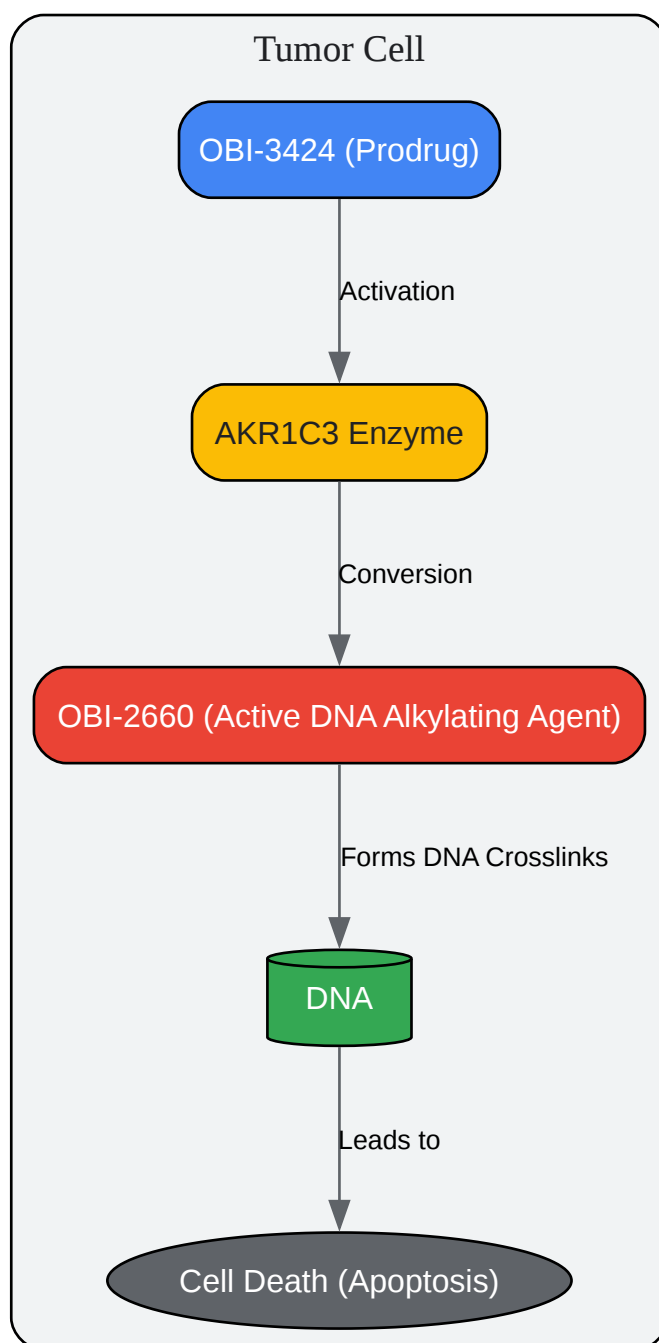 Tumor Cell
OBI-3424 (Prodrug)
Activation
AKR1C3 Enzyme
Conversion
OBI-2660 (Active DNA Alkylating Agent)
Forms DNA Crosslinks
DNA
Leads to
Cell Death (Apoptosis)